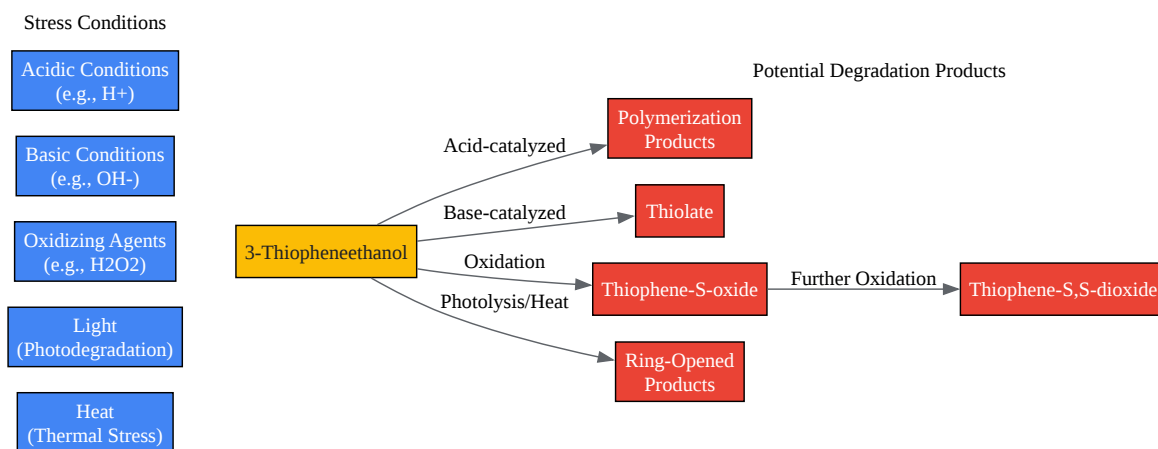 Stress Conditions
Acidic Conditions
(e.g., H+)
Basic Conditions
(e.g., OH-)
Oxidizing Agents
(e.g., H2O2)
Light
(Photodegradation)
Heat
(Thermal Stress)
3-Thiopheneethanol
Acid-catalyzed
Base-catalyzed
Oxidation
Photolysis/Heat
Potential Degradation Products
Polymerization
Products
Thiolate
Thiophene-S-oxide
Ring-Opened
Products
Further Oxidation
Thiophene-S,S-dioxide